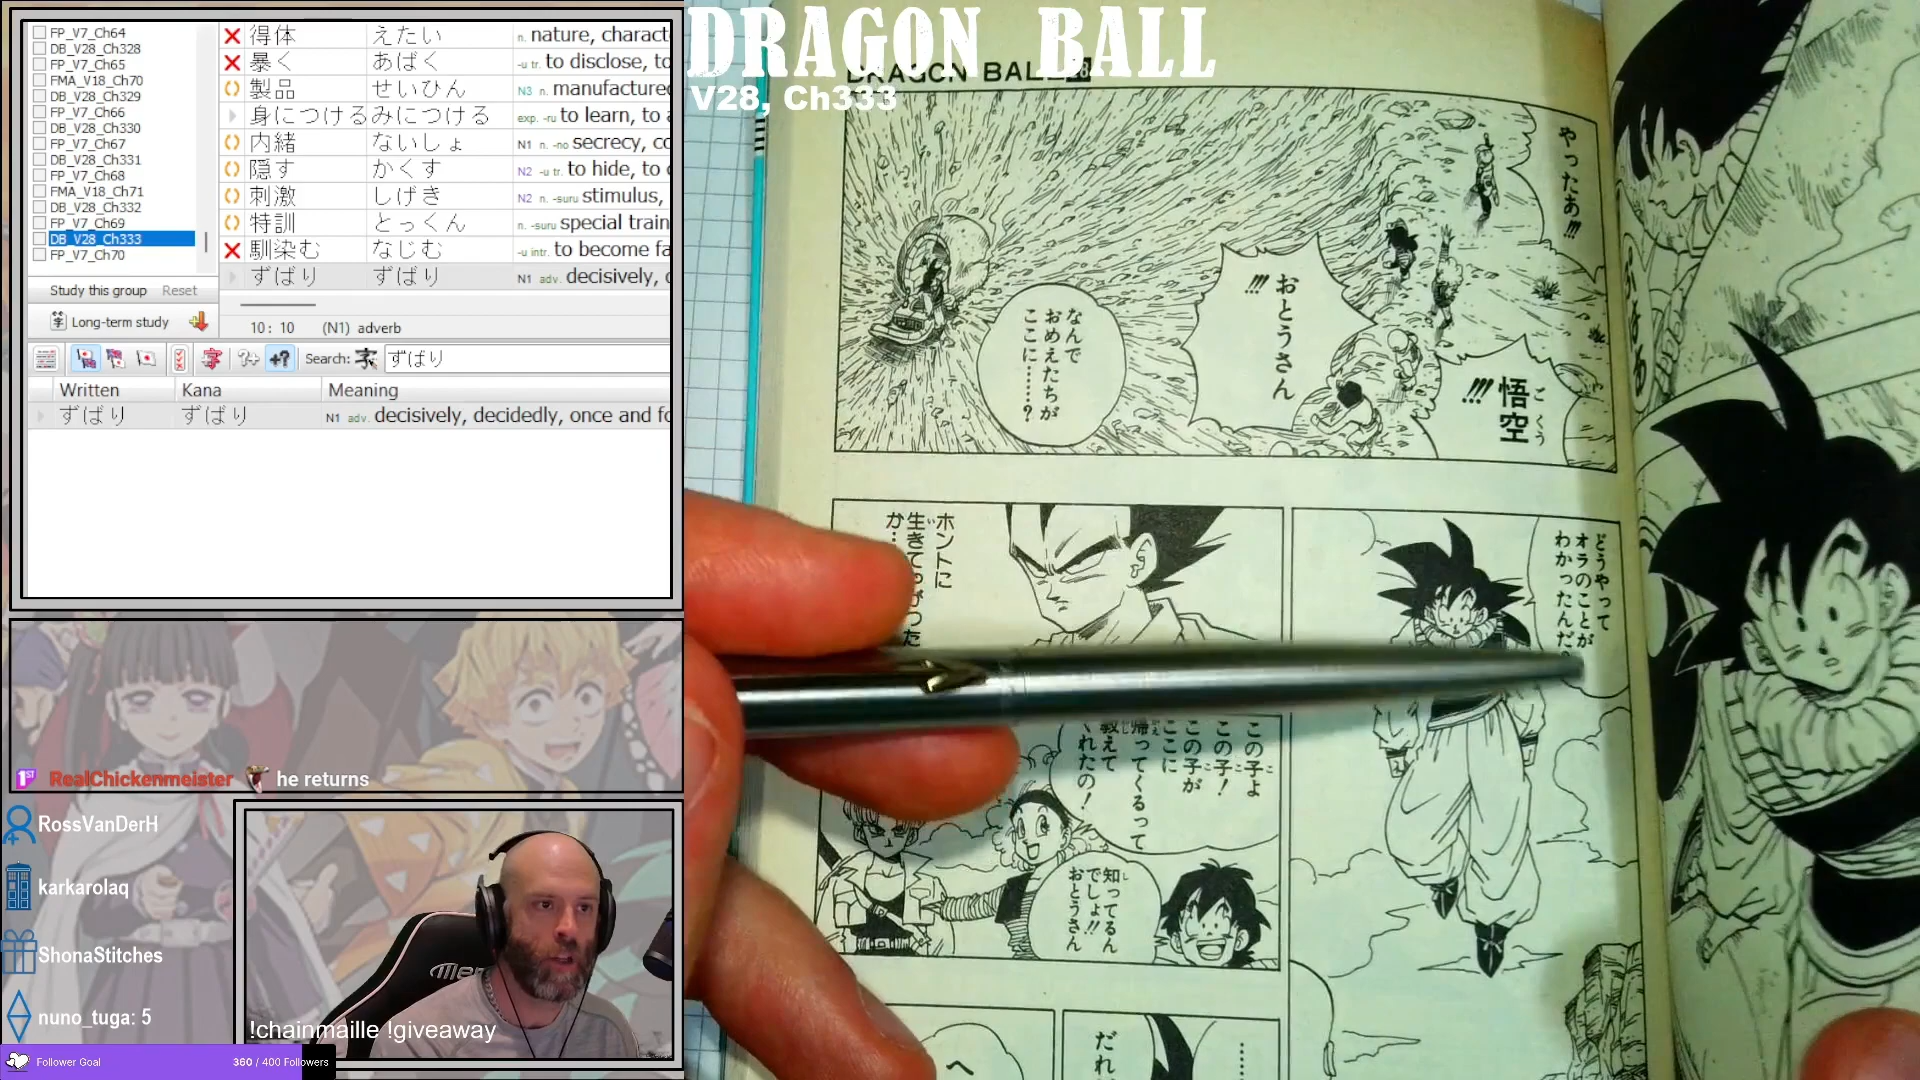 FP_V7_Ch64
DB_V28_Ch328
FP_V7_Ch65
FMA_V18_Ch70
DB_V28_Ch329
FP_V7_Ch66
DB_V28_Ch330
FP_V7_Ch67
DB_V28_Ch331
FP_V7_Ch68
FMA_V18_Ch71
DB_V28_Ch332
FP_V7_Ch69
DB_V28_Ch333
FP_V7_Ch70
Study this group Reset
Long-term study
得体 えたい n. nature, charact
暴く あばく -u tr. to disclose, to
製品 せいひん N3 n. manufactured
身につける みにつける exp. -ru to learn, to
内緒 ないしょ N1 n. -no secrecy, co
隠す かくす N2 -u tr. to hide, to
刺激 しげき N2 n. -suru stimulus,
特訓 とっくん n. -suru special train
馴染む なじむ -u intr. to become fa
ずばり ずばり N1 adv. decisively,
10: 10 (N1) adverb
Search: ずばり
Written Kana Meaning
ずばり ずばり N1 adv. decisively, decidedly, once and fo
RealChickenmeister he returns
RossVanDerH
karkarolaq
ShonaStitches
nuno_tuga: 5
!chainmaille !giveaway
Follower Goal 360 / 400 Followers
DRAGON BALL
V28, Ch333
DRAGON BALL
やったあ!!!
悟空!!!
ごくう
おとうさん!!!
なんで
おめえたちが
ここに……?
どうやって
オラのことが
わかったんだ
ホントに
生きて
か…
この子よ
この子!
この子が
ここに
帰ってくるって
教えて
くれたの!
知ってるん
でしょ!!
おとうさん
だれ
へ